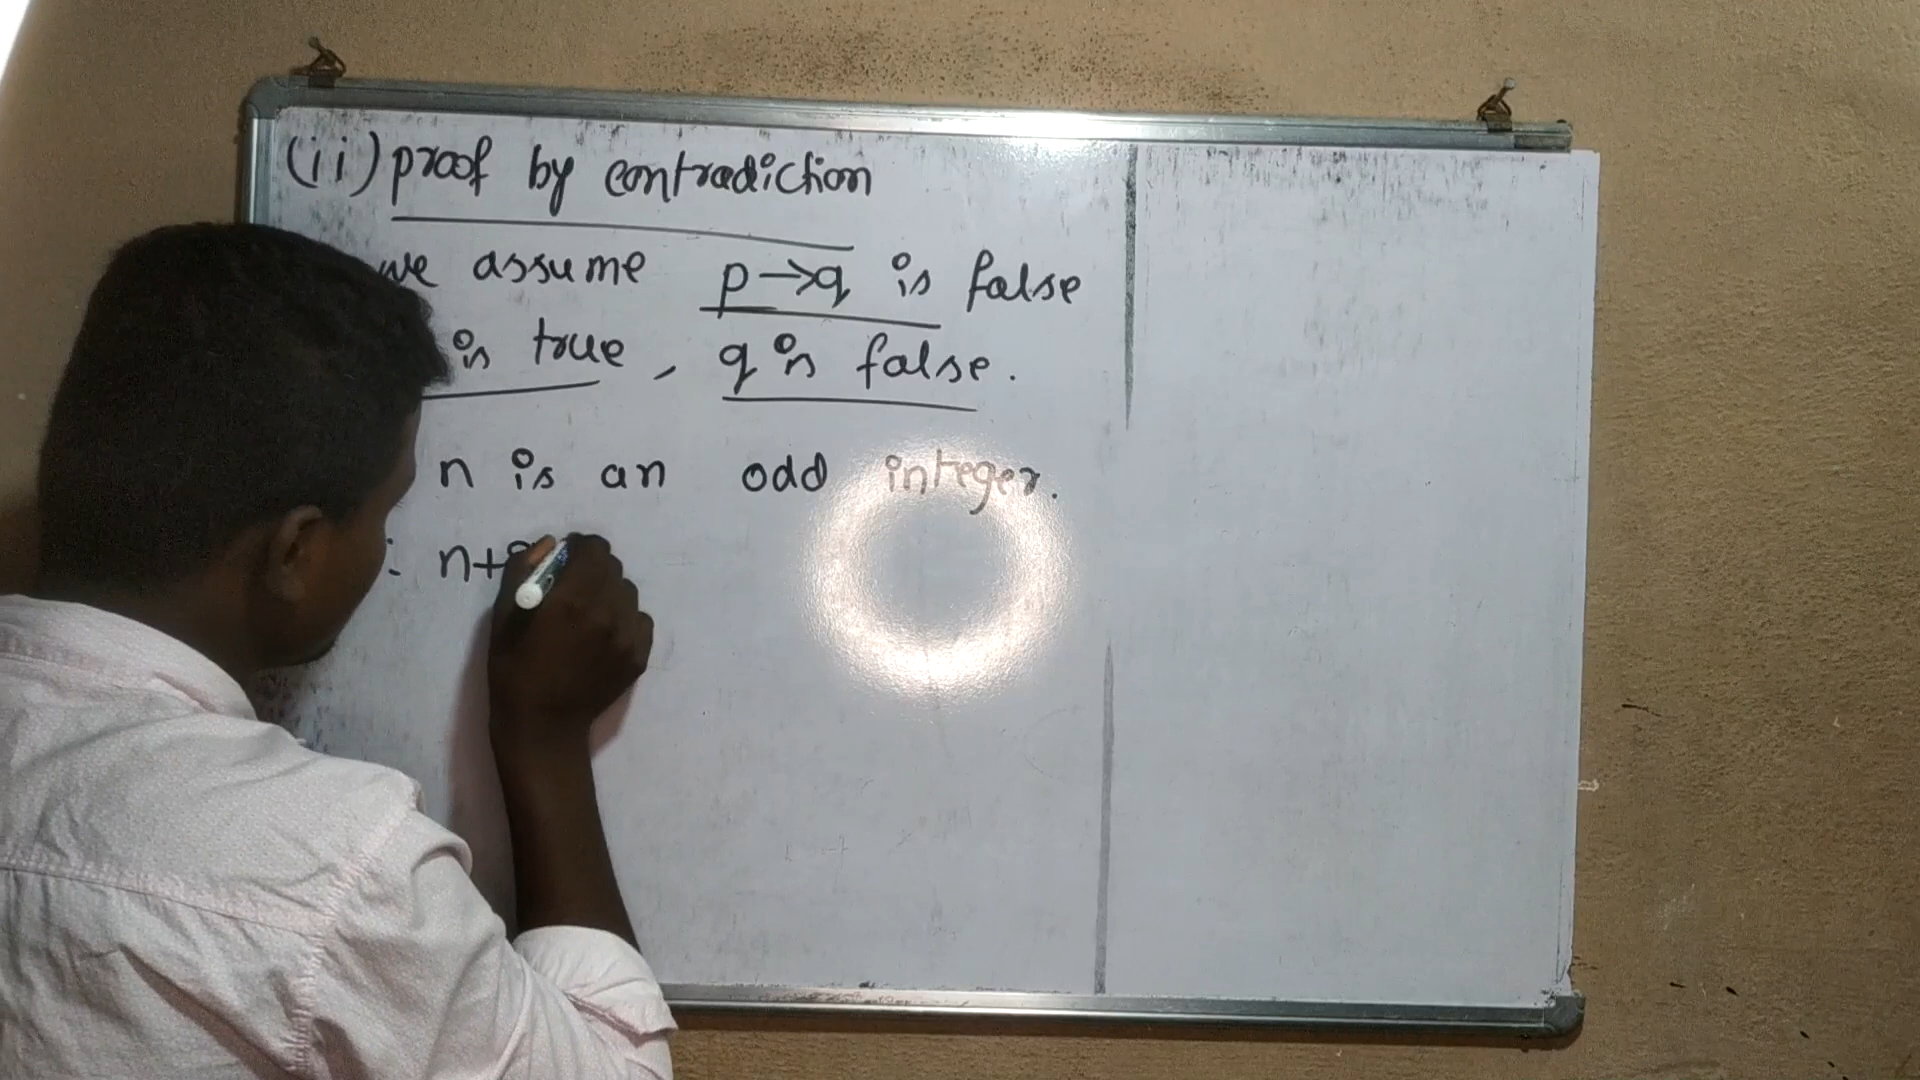 (ii) proof by contradiction
we assume p→q is false
is true, q is false.
n is an odd integer.
: n+